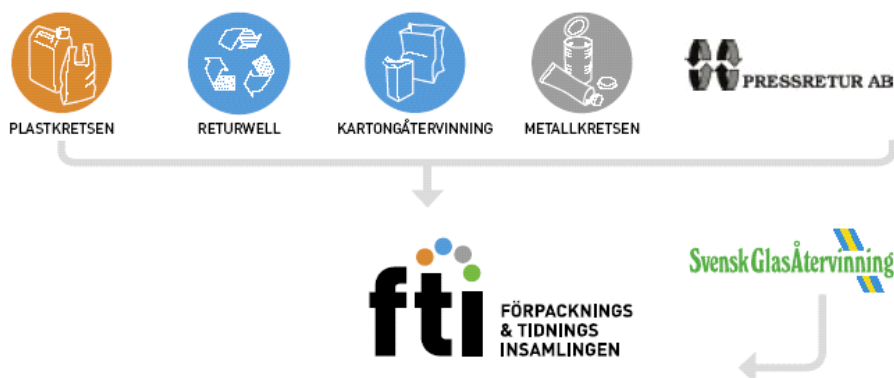 PLASTKRETSEN
RETURWELL
KARTONGÅTERVINNING
METALLKRETSEN
PRESSRETUR AB
fti
FÖRPACKNINGS
& TIDNINGS
INSAMLINGEN
Svensk GlasÅtervinning